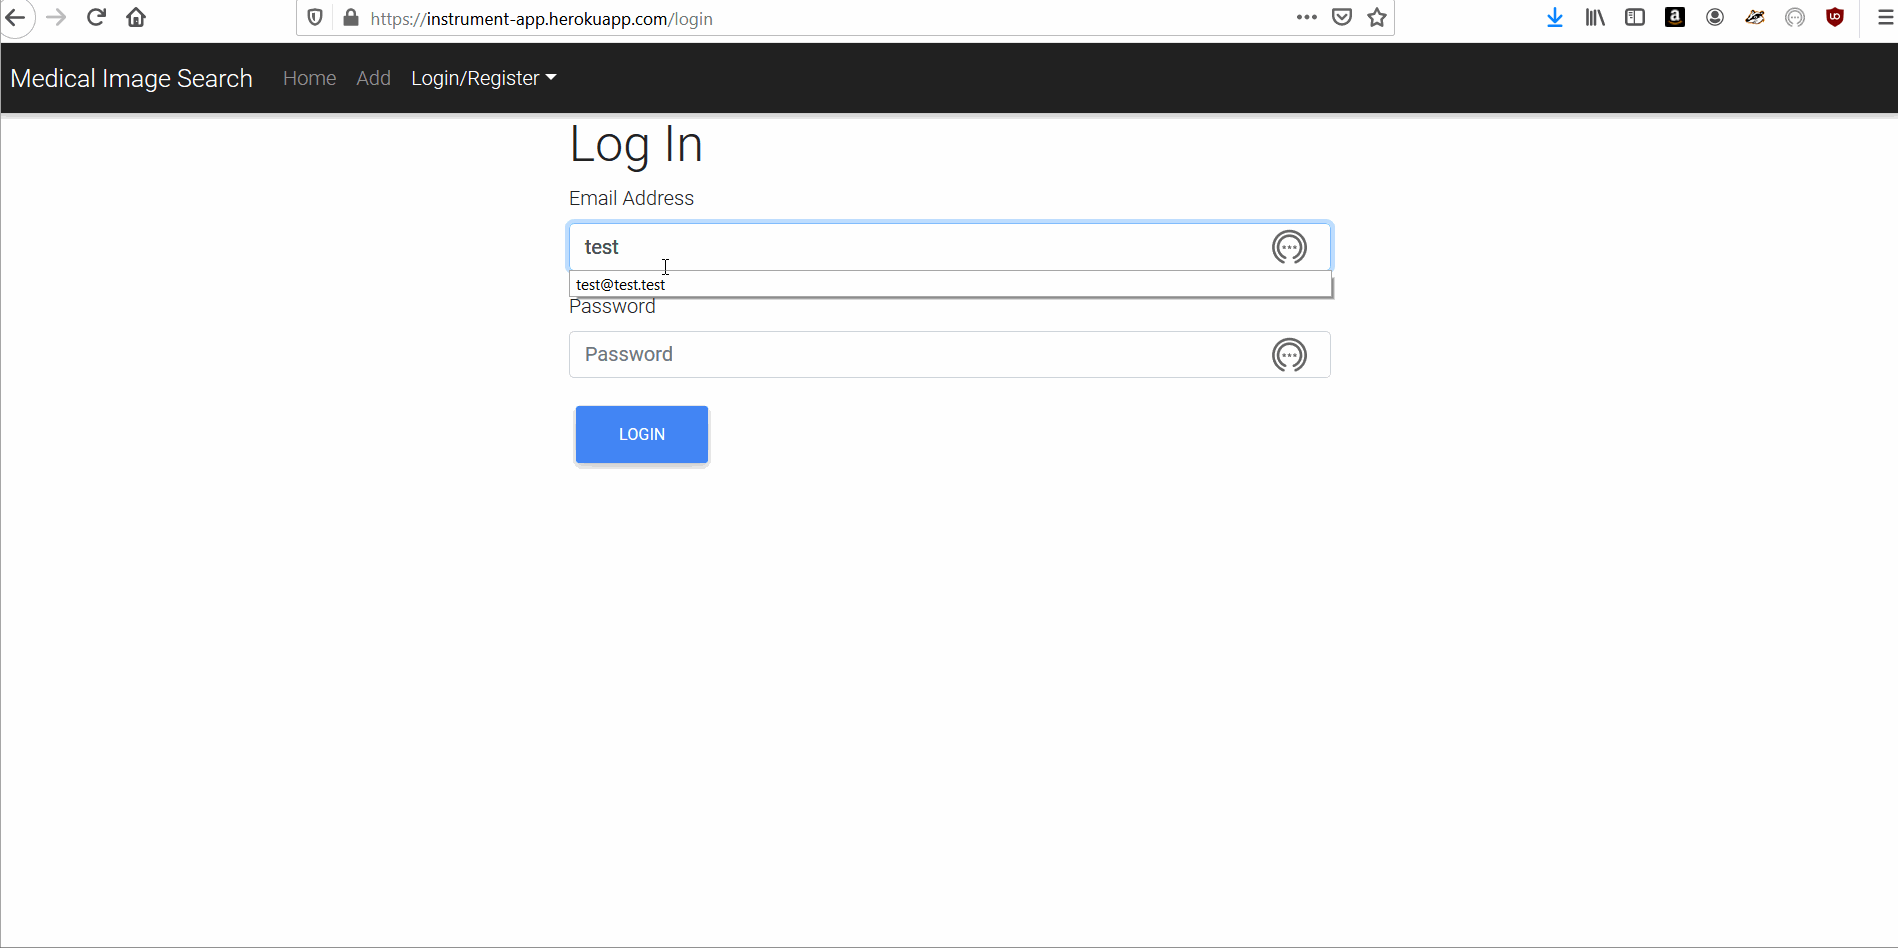 https://instrument-app.herokuapp.com/login
Medical Image Search Home Add Login/Register
Log In
Email Address
test
test@test.test
Password
Password
LOGIN